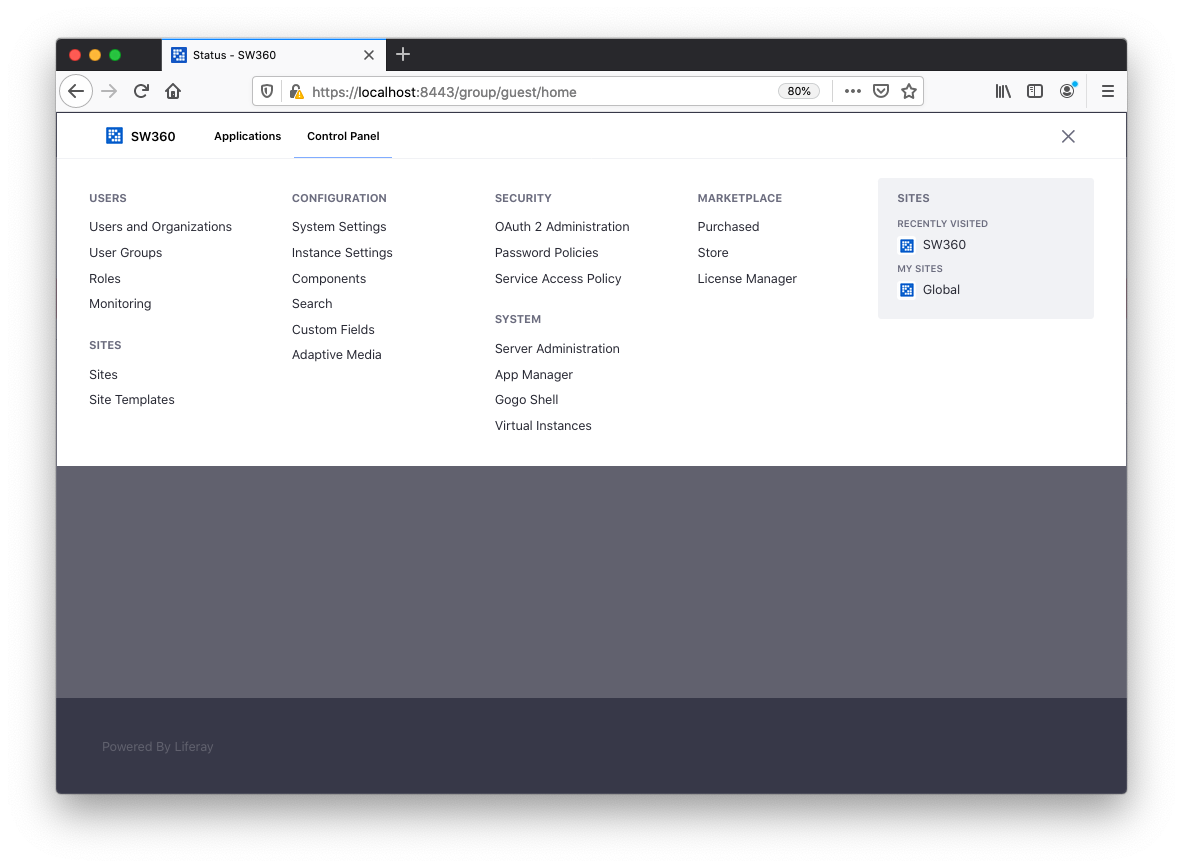 Status - SW360
https://localhost:8443/group/guest/home
80%
SW360
Applications
Control Panel
USERS
Users and Organizations
User Groups
Roles
Monitoring
SITES
Sites
Site Templates
CONFIGURATION
System Settings
Instance Settings
Components
Search
Custom Fields
Adaptive Media
SECURITY
OAuth 2 Administration
Password Policies
Service Access Policy
SYSTEM
Server Administration
App Manager
Gogo Shell
Virtual Instances
MARKETPLACE
Purchased
Store
License Manager
SITES
RECENTLY VISITED
SW360
MY SITES
Global
Powered By Liferay